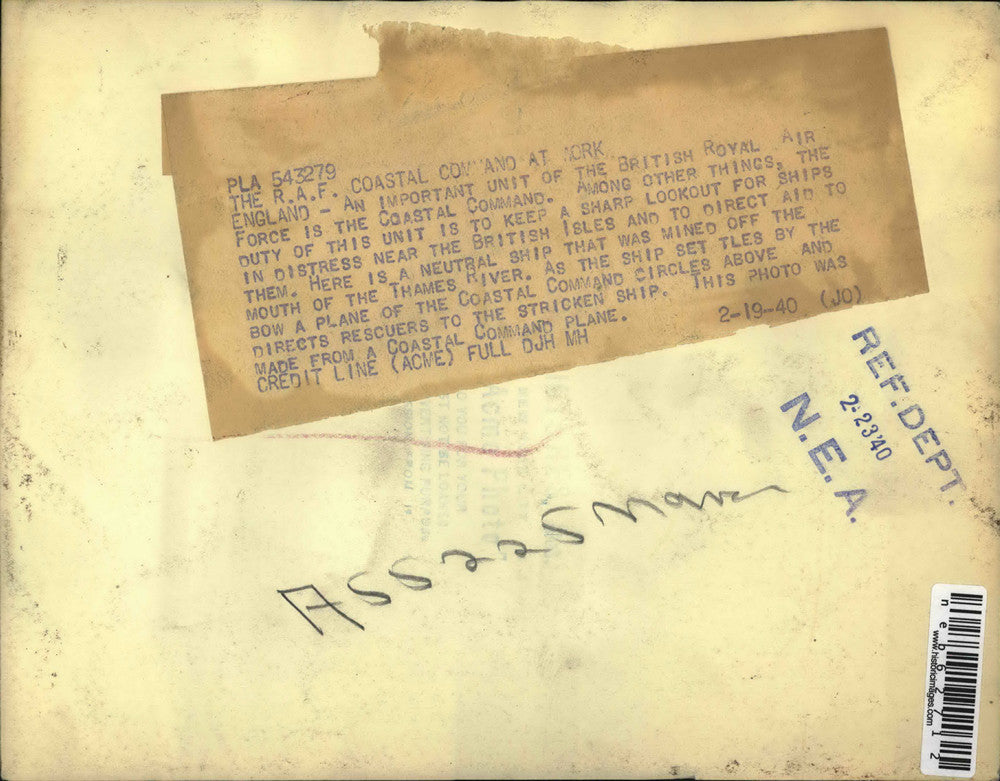 PLA 543279
THE R.A.F. COASTAL COMMAND AT WORK
ENGLAND - AN IMPORTANT UNIT OF THE BRITISH ROYAL AIR
FORCE IS THE COASTAL COMMAND. AMONG OTHER THINGS, THE
DUTY OF THIS UNIT IS TO KEEP A SHARP LOOKOUT FOR SHIPS
IN DISTRESS NEAR THE BRITISH ISLES AND TO DIRECT AID TO
THEM. HERE IS A NEUTRAL SHIP THAT WAS MINED OFF THE
MOUTH OF THE THAMES RIVER. AS THE SHIP SET TLES BY THE
BOW A PLANE OF THE COASTAL COMMAND CIRCLES ABOVE AND
DIRECTS RESCUERS TO THE STRICKEN SHIP. THIS PHOTO WAS
MADE FROM A COASTAL COMMAND PLANE.
CREDIT LINE (ACME) FULL DJH MH 2-19-40 (JO)
REF. DEPT.
2-23'40
N.E.A.
neb62712
www.historicimages.com